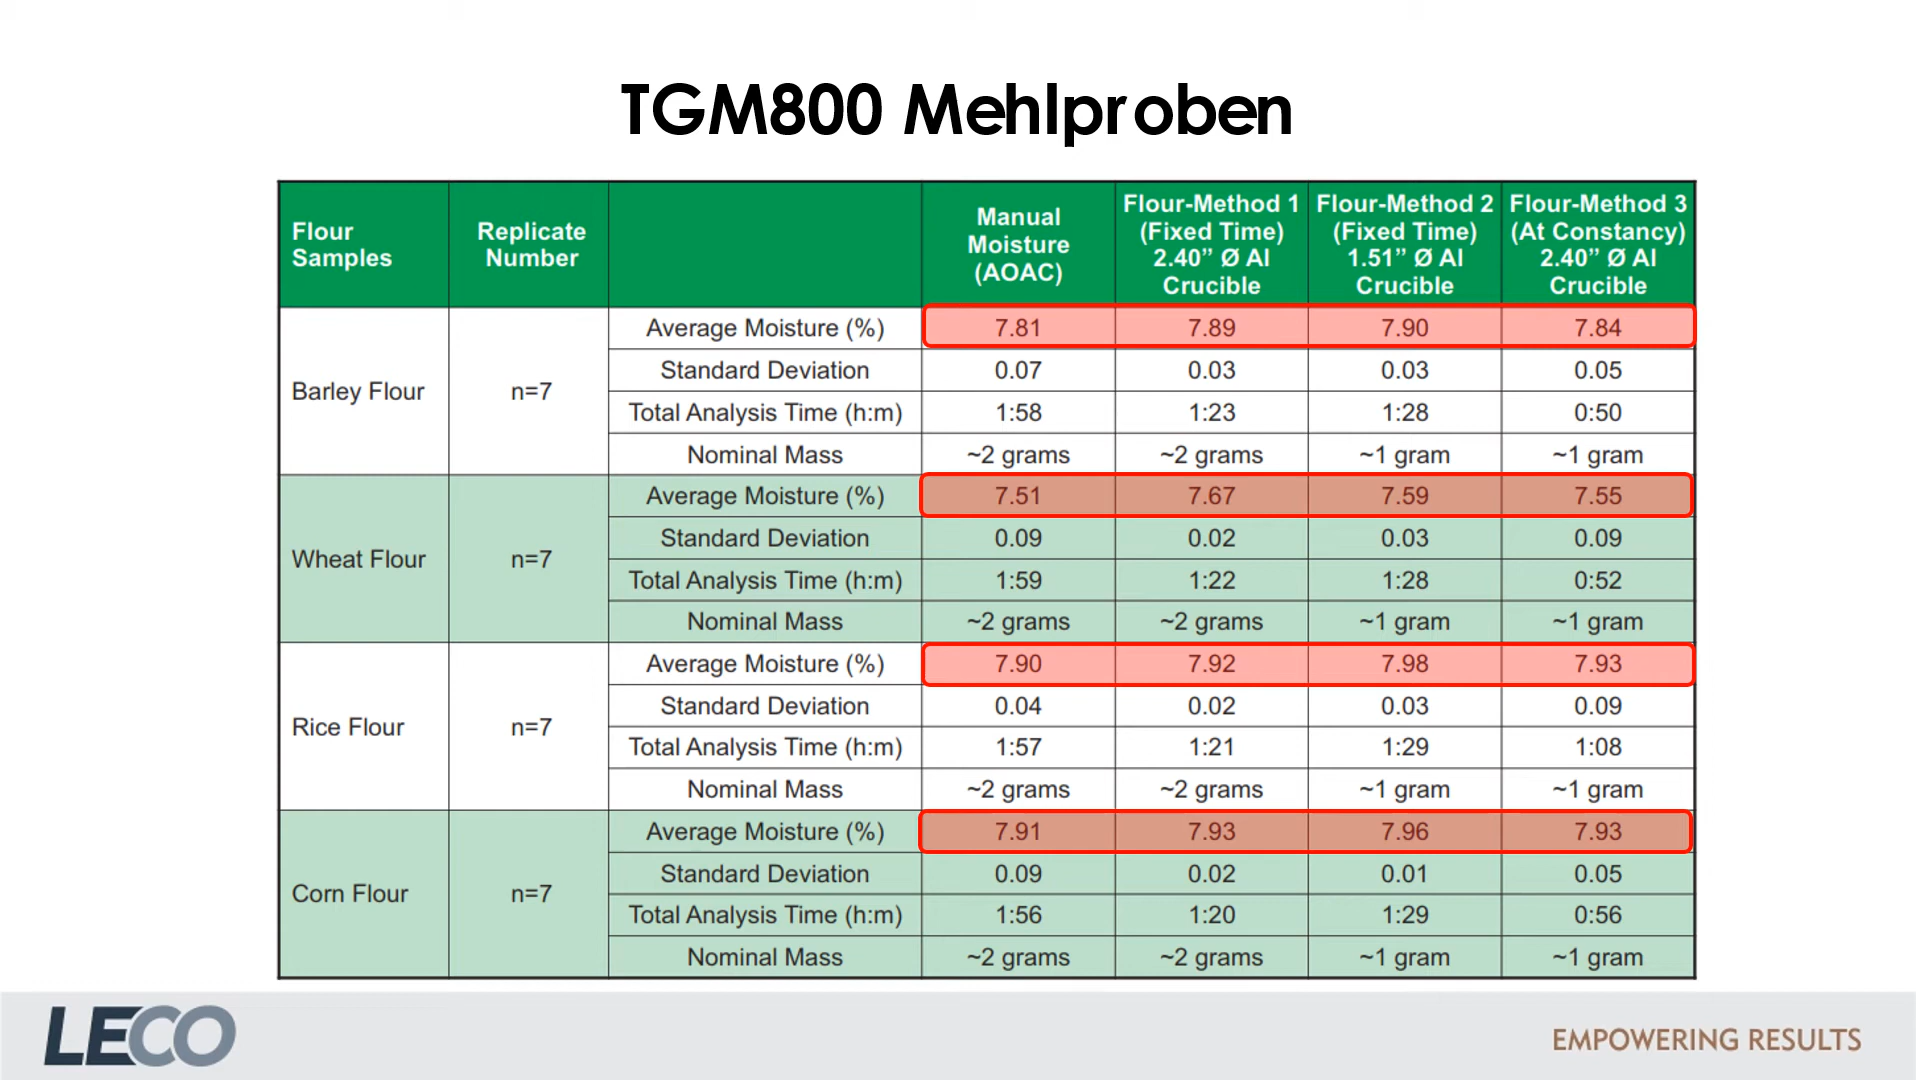 TGM800 Mehlproben
Flour Samples
Replicate Number
Manual Moisture (AOAC)
Flour-Method 1 (Fixed Time) 2.40” Ø Al Crucible
Flour-Method 2 (Fixed Time) 1.51” Ø Al Crucible
Flour-Method 3 (At Constancy) 2.40” Ø Al Crucible
Barley Flour
n=7
Average Moisture (%) 7.81 7.89 7.90 7.84
Standard Deviation 0.07 0.03 0.03 0.05
Total Analysis Time (h:m) 1:58 1:23 1:28 0:50
Nominal Mass ~2 grams ~2 grams ~1 gram ~1 gram
Wheat Flour
n=7
Average Moisture (%) 7.51 7.67 7.59 7.55
Standard Deviation 0.09 0.02 0.03 0.09
Total Analysis Time (h:m) 1:59 1:22 1:28 0:52
Nominal Mass ~2 grams ~2 grams ~1 gram ~1 gram
Rice Flour
n=7
Average Moisture (%) 7.90 7.92 7.98 7.93
Standard Deviation 0.04 0.02 0.03 0.09
Total Analysis Time (h:m) 1:57 1:21 1:29 1:08
Nominal Mass ~2 grams ~2 grams ~1 gram ~1 gram
Corn Flour
n=7
Average Moisture (%) 7.91 7.93 7.96 7.93
Standard Deviation 0.09 0.02 0.01 0.05
Total Analysis Time (h:m) 1:56 1:20 1:29 0:56
Nominal Mass ~2 grams ~2 grams ~1 gram ~1 gram
LECO
EMPOWERING RESULTS